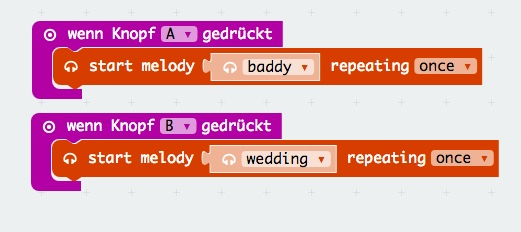 wenn Knopf A gedrückt
start melody baddy repeating once
wenn Knopf B gedrückt
start melody wedding repeating once